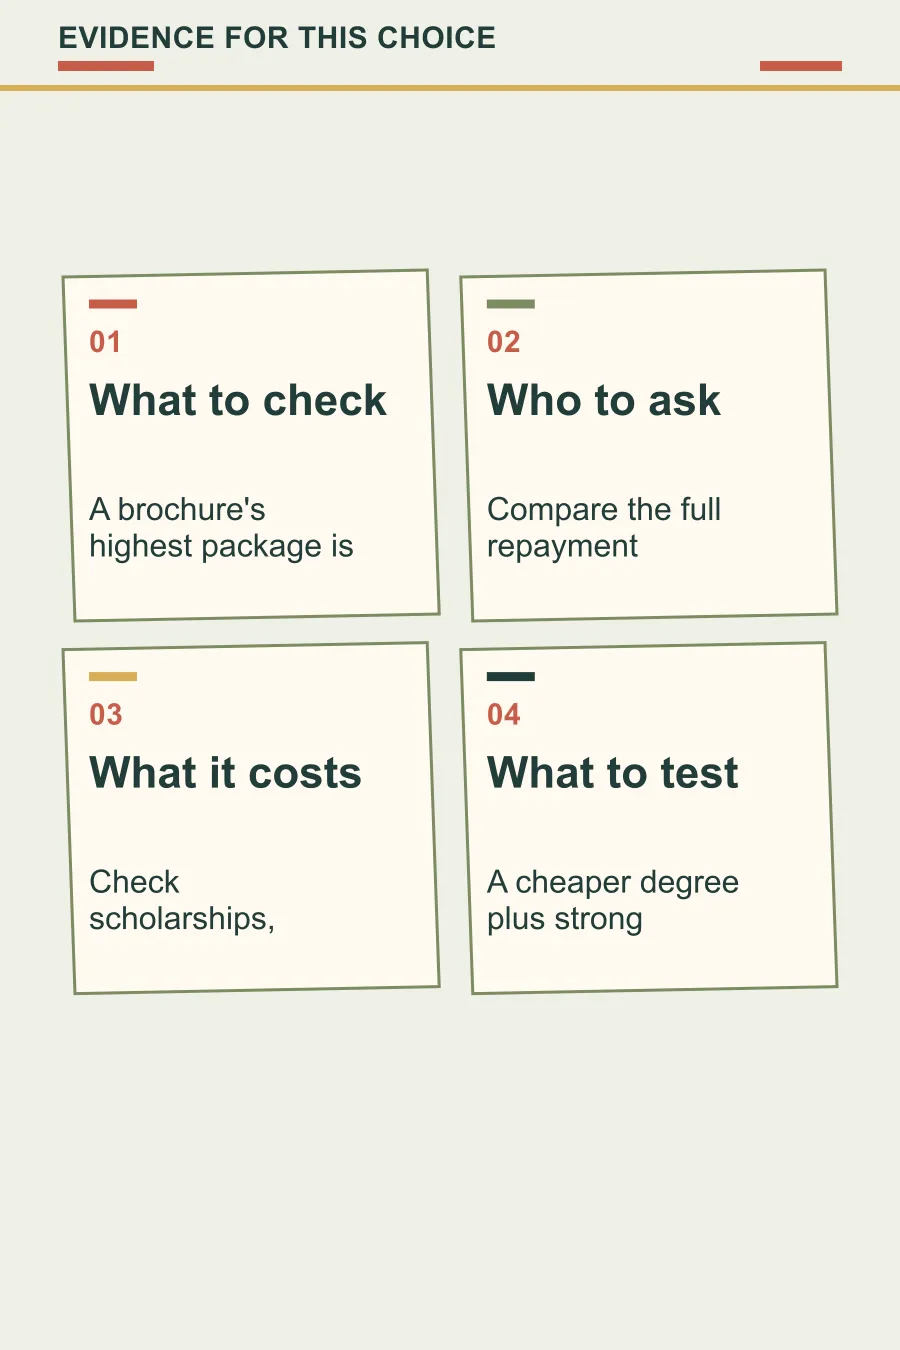 EVIDENCE FOR THIS CHOICE
01
What to check
A brochure's
highest package is
02
Who to ask
Compare the full
repayment
03
What it costs
Check
scholarships,
04
What to test
A cheaper degree
plus strong